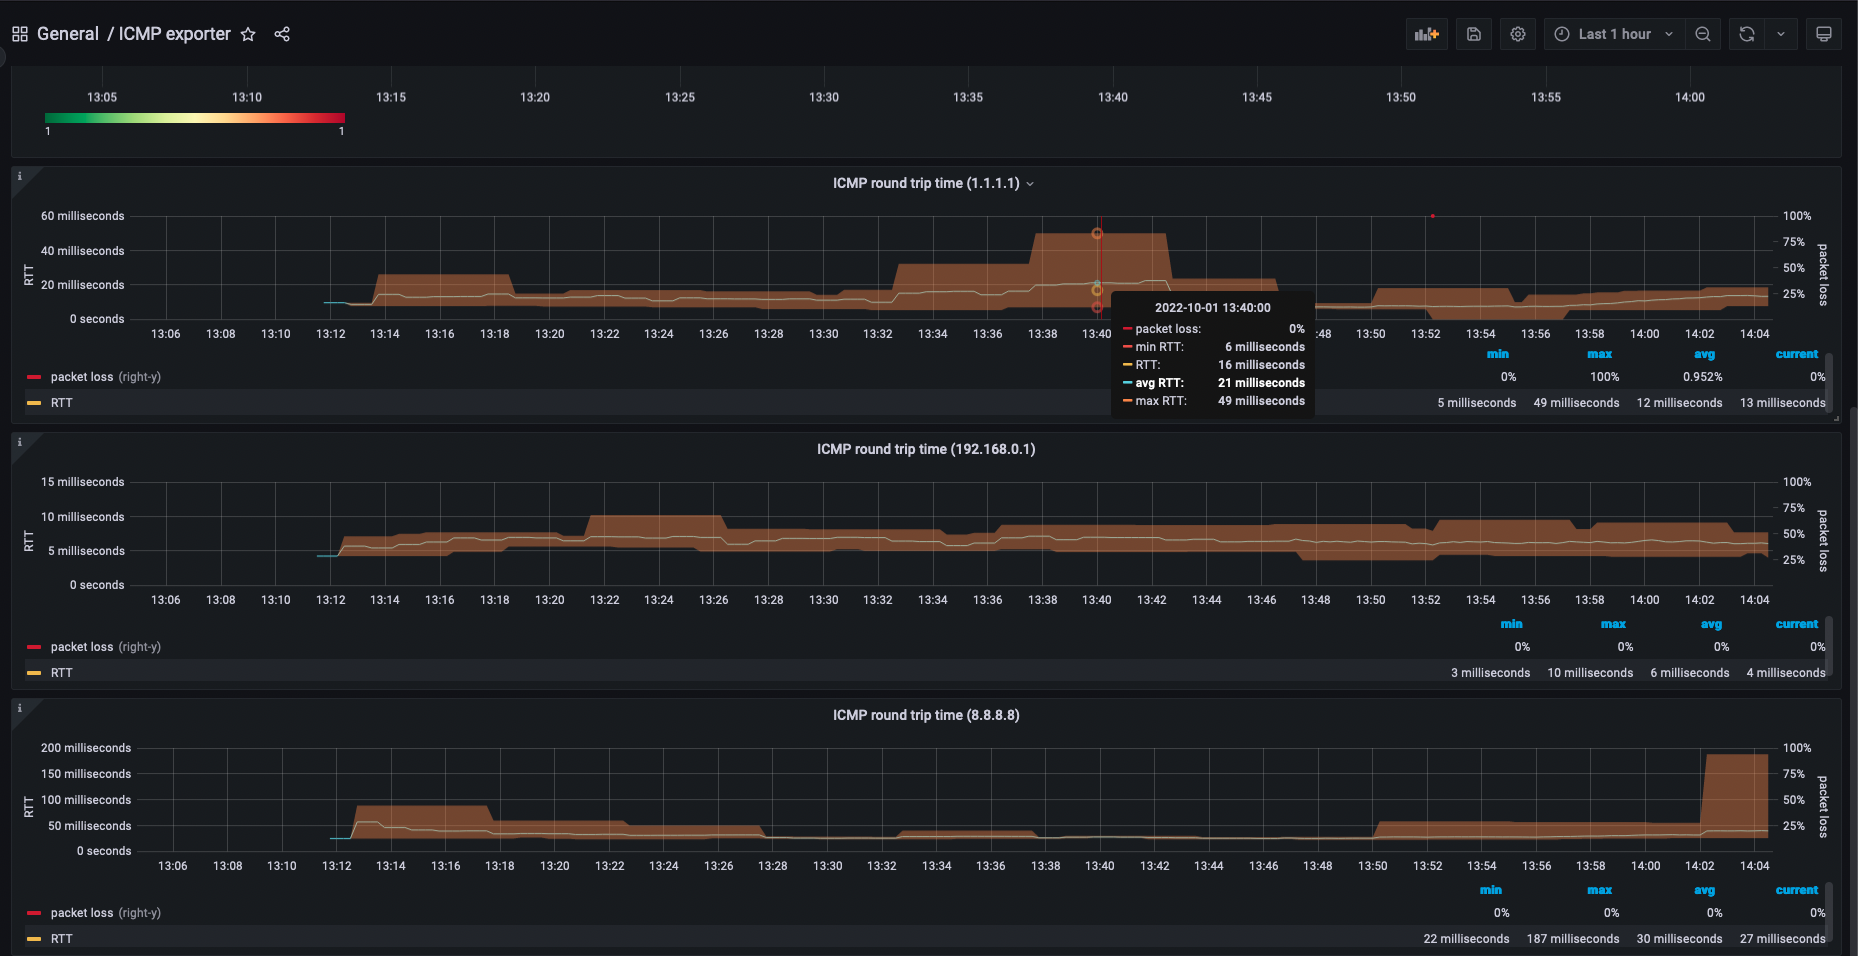 General / ICMP exporter
Last 1 hour
13:05 13:10 13:15 13:20 13:25 13:30 13:35 13:40 13:45 13:50 13:55 14:00
1 1
i
ICMP round trip time (1.1.1.1)
60 milliseconds 100%
75%
40 milliseconds
50%
20 milliseconds
25%
0 seconds
RTT
packet loss
13:06 13:08 13:10 13:12 13:14 13:16 13:18 13:20 13:22 13:24 13:26 13:28 13:30 13:32 13:34 13:36 13:38 13:40 :48 13:50 13:52 13:54 13:56 13:58 14:00 14:02 14:04
2022-10-01 13:40:00
packet loss: 0%
min RTT: 6 milliseconds
RTT: 16 milliseconds
avg RTT: 21 milliseconds
max RTT: 49 milliseconds
min max avg current
packet loss (right-y) 0% 100% 0.952% 0%
RTT 5 milliseconds 49 milliseconds 12 milliseconds 13 milliseconds
i
ICMP round trip time (192.168.0.1)
15 milliseconds 100%
75%
10 milliseconds
50%
5 milliseconds
25%
0 seconds
RTT
packet loss
13:06 13:08 13:10 13:12 13:14 13:16 13:18 13:20 13:22 13:24 13:26 13:28 13:30 13:32 13:34 13:36 13:38 13:40 13:42 13:44 13:46 13:48 13:50 13:52 13:54 13:56 13:58 14:00 14:02 14:04
min max avg current
packet loss (right-y) 0% 0% 0% 0%
RTT 3 milliseconds 10 milliseconds 6 milliseconds 4 milliseconds
i
ICMP round trip time (8.8.8.8)
200 milliseconds 100%
150 milliseconds 75%
100 milliseconds 50%
50 milliseconds 25%
0 seconds
RTT
packet loss
13:06 13:08 13:10 13:12 13:14 13:16 13:18 13:20 13:22 13:24 13:26 13:28 13:30 13:32 13:34 13:36 13:38 13:40 13:42 13:44 13:46 13:48 13:50 13:52 13:54 13:56 13:58 14:00 14:02 14:04
min max avg current
packet loss (right-y) 0% 0% 0% 0%
RTT 22 milliseconds 187 milliseconds 30 milliseconds 27 milliseconds